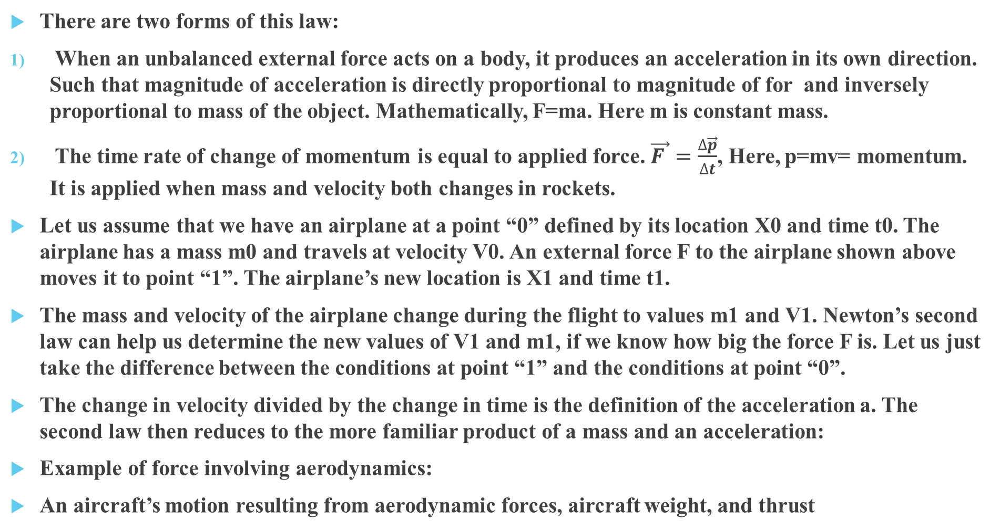 There are two forms of this law:
1) When an unbalanced external force acts on a body, it produces an acceleration in its own direction.
Such that magnitude of acceleration is directly proportional to magnitude of for  and inversely
proportional to mass of the object. Mathematically, F=ma. Here m is constant mass.
2) The time rate of change of momentum is equal to applied force. $\overrightarrow{F} = \frac{\Delta \vec{p}}{\Delta t}$, Here, p=mv= momentum.
It is applied when mass and velocity both changes in rockets.
Let us assume that we have an airplane at a point “0” defined by its location X0 and time t0. The
airplane has a mass m0 and travels at velocity V0. An external force F to the airplane shown above
moves it to point “1”. The airplane’s new location is X1 and time t1.
The mass and velocity of the airplane change during the flight to values m1 and V1. Newton’s second
law can help us determine the new values of V1 and m1, if we know how big the force F is. Let us just
take the difference between the conditions at point “1” and the conditions at point “0”.
The change in velocity divided by the change in time is the definition of the acceleration a. The
second law then reduces to the more familiar product of a mass and an acceleration:
Example of force involving aerodynamics:
An aircraft’s motion resulting from aerodynamic forces, aircraft weight, and thrust